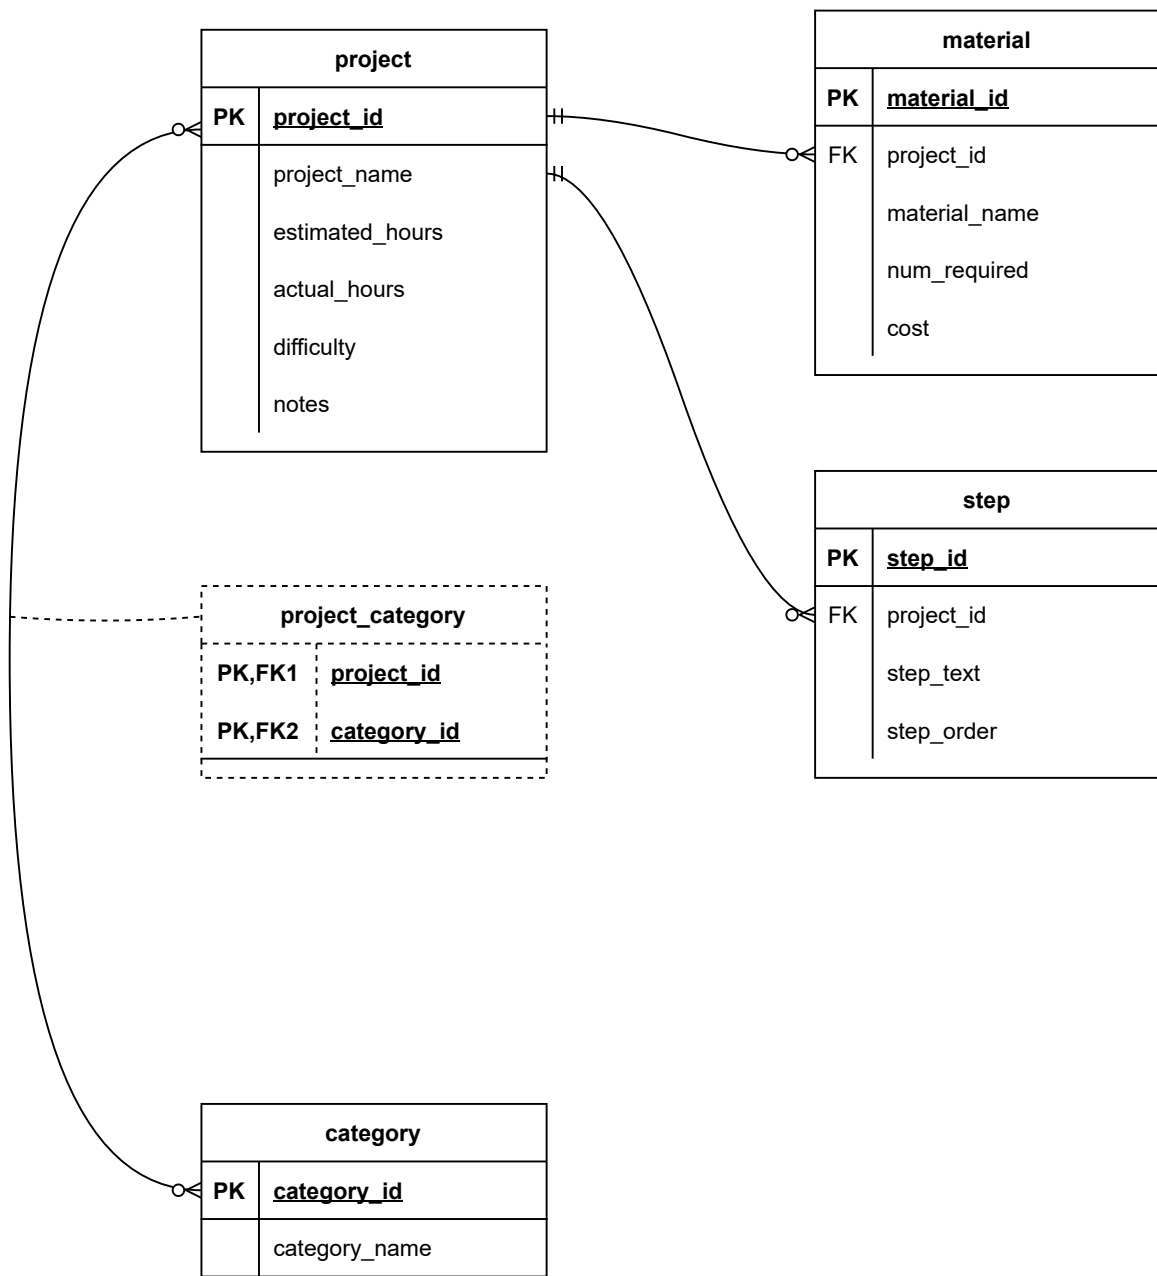 project
PK project_id
project_name
estimated_hours
actual_hours
difficulty
notes
material
PK material_id
FK project_id
material_name
num_required
cost
step
PK step_id
FK project_id
step_text
step_order
project_category
PK,FK1 project_id
PK,FK2 category_id
category
PK category_id
category_name